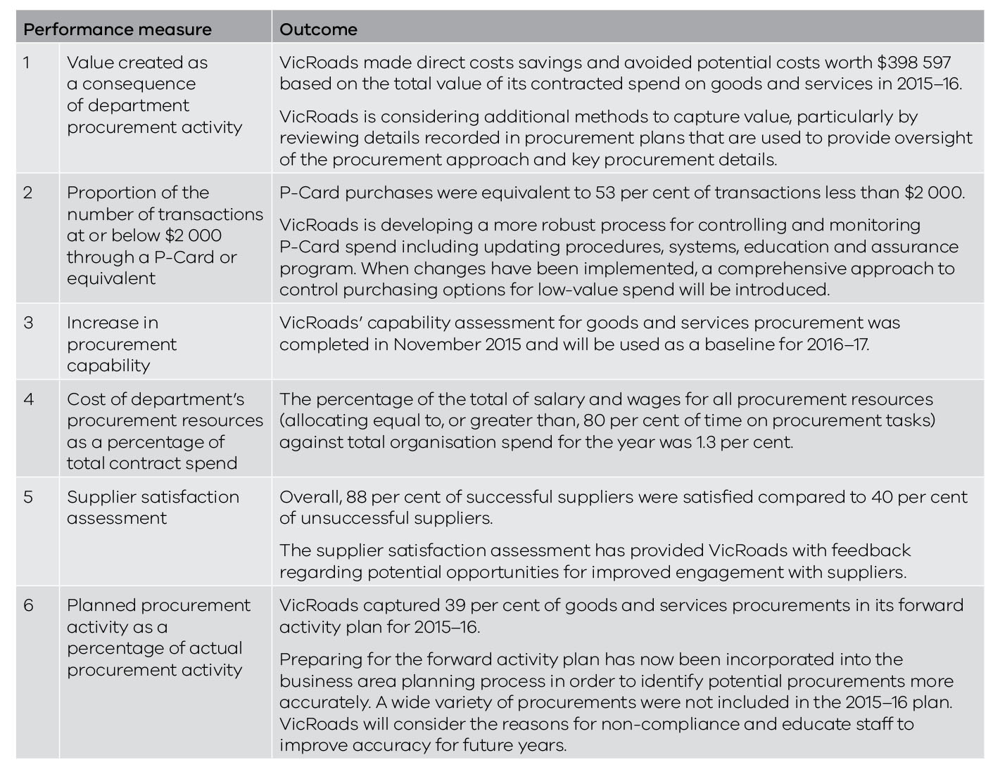 Performance measure
Outcome
1
Value created as
a consequence
of department
procurement activity
VicRoads made direct costs savings and avoided potential costs worth $398 597
based on the total value of its contracted spend on goods and services in 2015–16.
VicRoads is considering additional methods to capture value, particularly by
reviewing details recorded in procurement plans that are used to provide oversight
of the procurement approach and key procurement details.
2
Proportion of the
number of transactions
at or below $2 000
through a P-Card or
equivalent
P-Card purchases were equivalent to 53 per cent of transactions less than $2 000.
VicRoads is developing a more robust process for controlling and monitoring
P-Card spend including updating procedures, systems, education and assurance
program. When changes have been implemented, a comprehensive approach to
control purchasing options for low-value spend will be introduced.
3
Increase in
procurement
capability
VicRoads’ capability assessment for goods and services procurement was
completed in November 2015 and will be used as a baseline for 2016–17.
4
Cost of department’s
procurement resources
as a percentage of
total contract spend
The percentage of the total of salary and wages for all procurement resources
(allocating equal to, or greater than, 80 per cent of time on procurement tasks)
against total organisation spend for the year was 1.3 per cent.
5
Supplier satisfaction
assessment
Overall, 88 per cent of successful suppliers were satisfied compared to 40 per cent
of unsuccessful suppliers.
The supplier satisfaction assessment has provided VicRoads with feedback
regarding potential opportunities for improved engagement with suppliers.
6
Planned procurement
activity as a
percentage of actual
procurement activity
VicRoads captured 39 per cent of goods and services procurements in its forward
activity plan for 2015–16.
Preparing for the forward activity plan has now been incorporated into the
business area planning process in order to identify potential procurements more
accurately. A wide variety of procurements were not included in the 2015–16 plan.
VicRoads will consider the reasons for non-compliance and educate staff to
improve accuracy for future years.